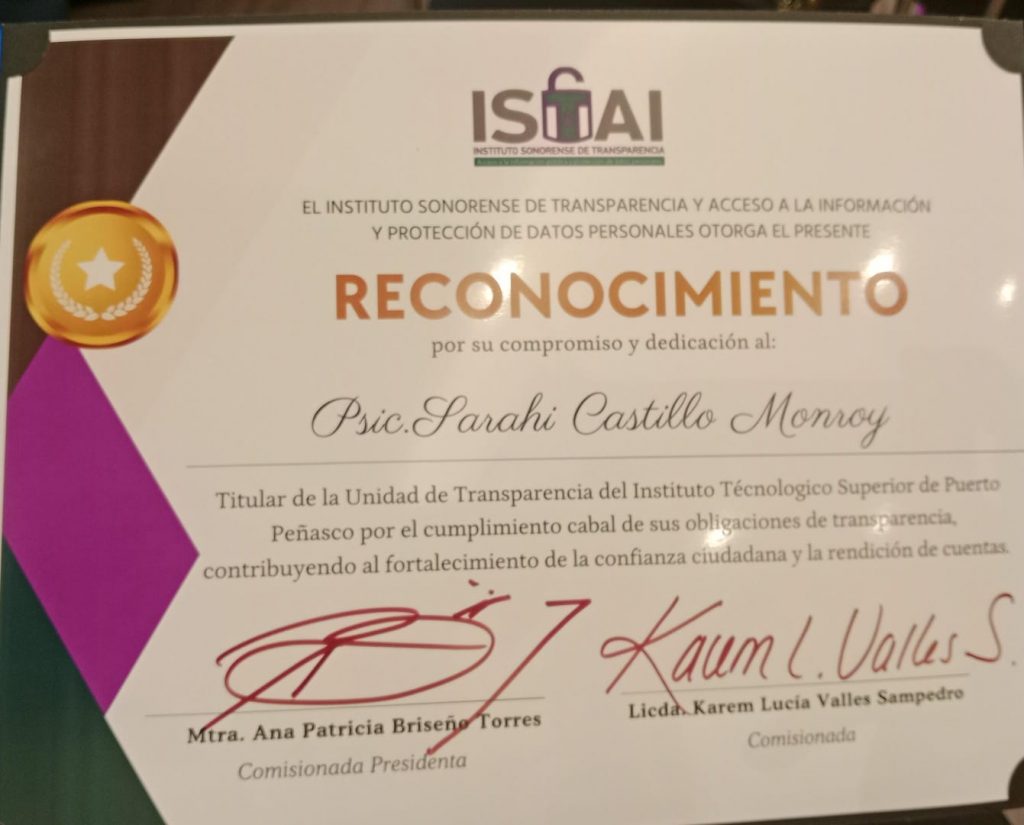 ISTAI
INSTITUTO SONORENSE DE TRANSPARENCIA
EL INSTITUTO SONORENSE DE TRANSPARENCIA Y ACCESO A LA INFORMACIÓN
Y PROTECCIÓN DE DATOS PERSONALES OTORGA EL PRESENTE
RECONOCIMIENTO
por su compromiso y dedicación al:
Psic.Sarahi Castillo Monroy
Titular de la Unidad de Transparencia del Instituto Técnologico Superior de Puerto
Peñasco por el cumplimiento cabal de sus obligaciones de transparencia,
contribuyendo al fortalecimiento de la confianza ciudadana y la rendición de cuentas.
Karem L. Valles S.
Mtra. Ana Patricia Briseño Torres
Comisionada Presidenta
Licda. Karem Lucía Valles Sampedro
Comisionada